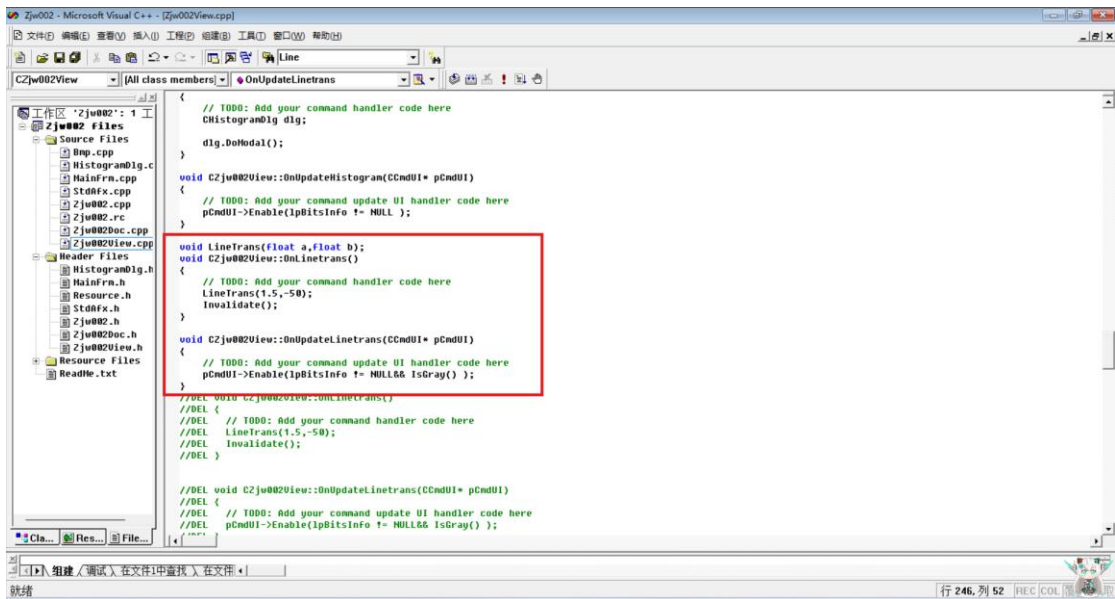 Zjw002 - Microsoft Visual C++ - [Zjw002View.cpp]
文件(F) 编辑(E) 查看(V) 插入(I) 工程(P) 组建(B) 工具(T) 窗口(W) 帮助(H)
Line
CZjw002View [All class members] OnUpdateLinetrans
工作区 'Zjw002': 1 工
Zjw002 files
Source Files
Bmp.cpp
HistogramDlg.c
MainFrm.cpp
StdAfx.cpp
Zjw002.cpp
Zjw002.rc
Zjw002Doc.cpp
Zjw002View.cpp
Header Files
HistogramDlg.h
MainFrm.h
Resource.h
StdAfx.h
Zjw002.h
Zjw002Doc.h
Zjw002View.h
Resource Files
ReadMe.txt
Cla... Res... File...
{
// TODO: Add your command handler code here
CHistogramDlg dlg;
dlg.DoModal();
}
void CZjw002View::OnUpdateHistogram(CCmdUI* pCmdUI)
{
// TODO: Add your command update UI handler code here
pCmdUI->Enable(lpBitsInfo != NULL );
}
void LineTrans(float a,float b);
void CZjw002View::OnLinetrans()
{
// TODO: Add your command handler code here
LineTrans(1.5,-50);
Invalidate();
}
void CZjw002View::OnUpdateLinetrans(CCmdUI* pCmdUI)
{
// TODO: Add your command update UI handler code here
pCmdUI->Enable(lpBitsInfo != NULL&& IsGray() );
}
//DEL void CZjw002View::OnLinetrans()
//DEL {
//DEL // TODO: Add your command handler code here
//DEL LineTrans(1.5,-50);
//DEL Invalidate();
//DEL }
//DEL void CZjw002View::OnUpdateLinetrans(CCmdUI* pCmdUI)
//DEL {
//DEL // TODO: Add your command update UI handler code here
//DEL pCmdUI->Enable(lpBitsInfo != NULL&& IsGray() );
组建 调试 在文件1中查找 在文件
就绪
行 246, 列 52 REC COL